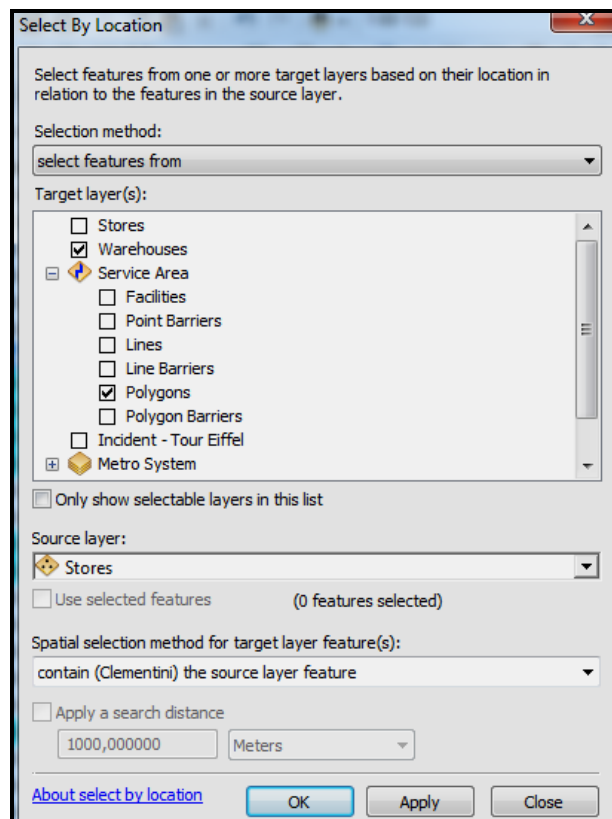 Select By Location
Select features from one or more target layers based on their location in
relation to the features in the source layer.
Selection method:
select features from
Target layer(s):
Stores
Warehouses
Service Area
Facilities
Point Barriers
Lines
Line Barriers
Polygons
Polygon Barriers
Incident - Tour Eiffel
Metro System
Only show selectable layers in this list
Source layer:
Stores
Use selected features (0 features selected)
Spatial selection method for target layer feature(s):
contain (Clementini) the source layer feature
Apply a search distance
1000,000000 Meters
About select by location OK Apply Close